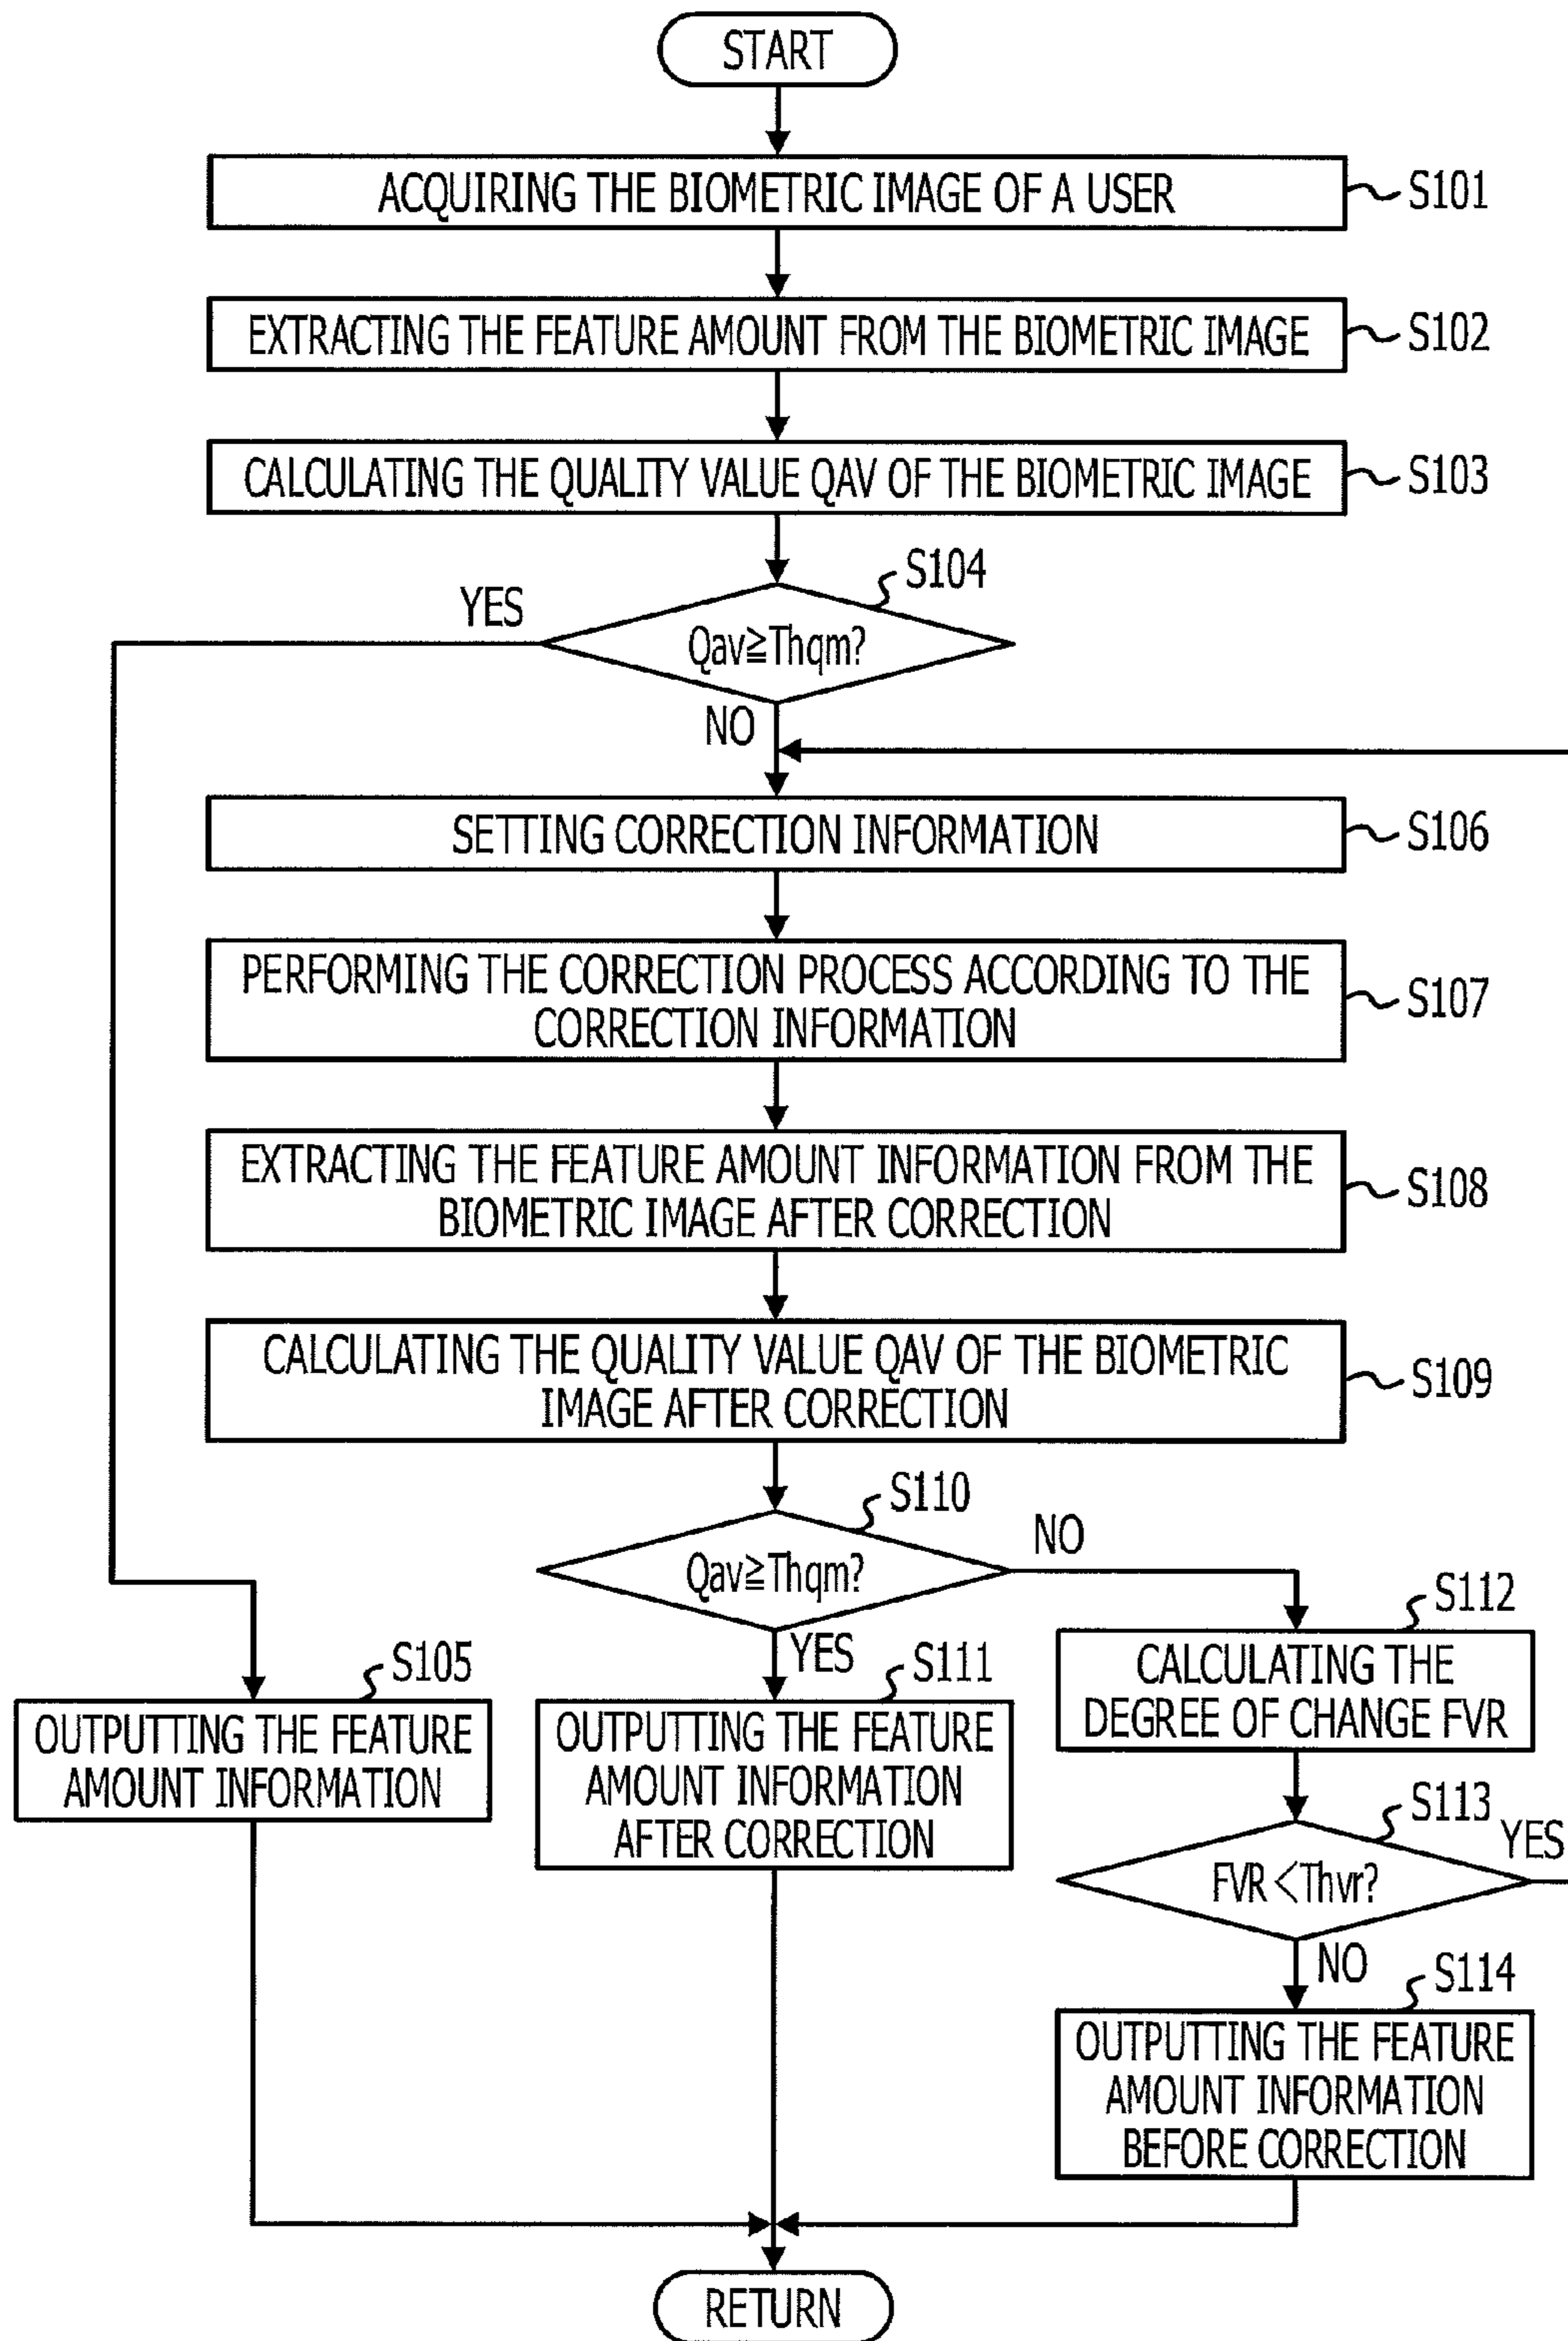 START
ACQUIRING THE BIOMETRIC IMAGE OF A USER
S101
EXTRACTING THE FEATURE AMOUNT FROM THE BIOMETRIC IMAGE
S102
CALCULATING THE QUALITY VALUE QAV OF THE BIOMETRIC IMAGE
S103
S104
YES
Qav≧Thqm?
NO
SETTING CORRECTION INFORMATION
S106
PERFORMING THE CORRECTION PROCESS ACCORDING TO THE
CORRECTION INFORMATION
S107
EXTRACTING THE FEATURE AMOUNT INFORMATION FROM THE
BIOMETRIC IMAGE AFTER CORRECTION
S108
CALCULATING THE QUALITY VALUE QAV OF THE BIOMETRIC
IMAGE AFTER CORRECTION
S109
S110
Qav≧Thqm?
NO
YES
S105
OUTPUTTING THE FEATURE
AMOUNT INFORMATION
S111
OUTPUTTING THE FEATURE
AMOUNT INFORMATION
AFTER CORRECTION
S112
CALCULATING THE
DEGREE OF CHANGE FVR
S113
YES
FVR<Thvr?
NO
S114
OUTPUTTING THE FEATURE
AMOUNT INFORMATION
BEFORE CORRECTION
RETURN